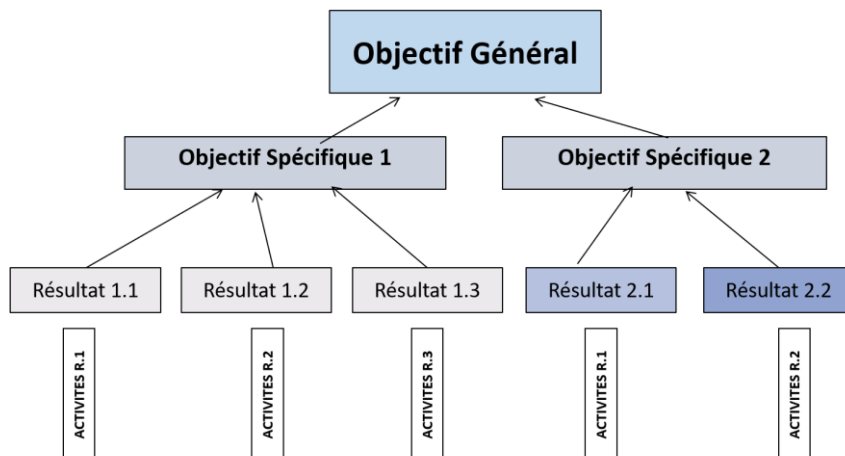 Objectif Général
Objectif Spécifique 1
Objectif Spécifique 2
Résultat 1.1
Résultat 1.2
Résultat 1.3
Résultat 2.1
Résultat 2.2
ACTIVITES R.1
ACTIVITES R.2
ACTIVITES R.3
ACTIVITES R.1
ACTIVITES R.2